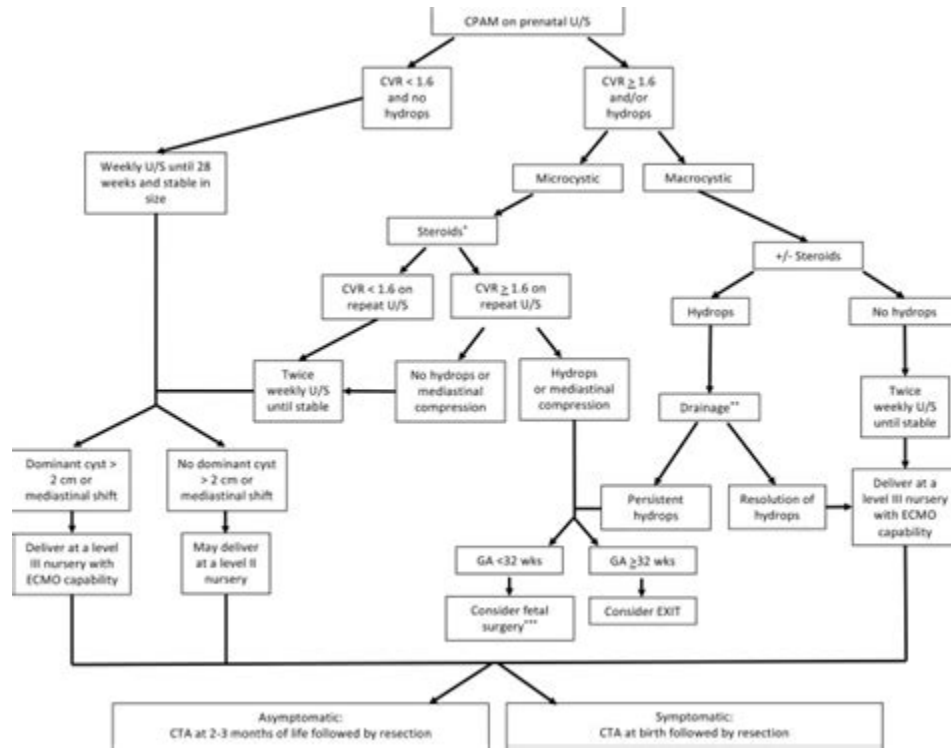 CPAM on prenatal U/S
CVR < 1.6
and no
hydrops
CVR ≥ 1.6
and/or
hydrops
Weekly U/S until 28
weeks and stable in
size
Microcystic
Macrocystic
Steroids*
+/- Steroids
CVR < 1.6 on
repeat U/S
CVR ≥ 1.6 on
repeat U/S
Hydrops
No hydrops
Twice
weekly U/S
until stable
No hydrops or
mediastinal
compression
Hydrops
or mediastinal
compression
Drainage**
Twice
weekly U/S
until stable
Dominant cyst >
2 cm or
mediastinal shift
No dominant cyst
> 2 cm or
mediastinal shift
Persistent
hydrops
Resolution of
hydrops
Deliver at a
level III nursery
with ECMO
capability
Deliver at a level
III nursery with
ECMO capability
May deliver
at a level II
nursery
GA <32 wks
GA ≥32 wks
Consider fetal
surgery***
Consider EXIT
Asymptomatic:
CTA at 2-3 months of life followed by resection
Symptomatic:
CTA at birth followed by resection